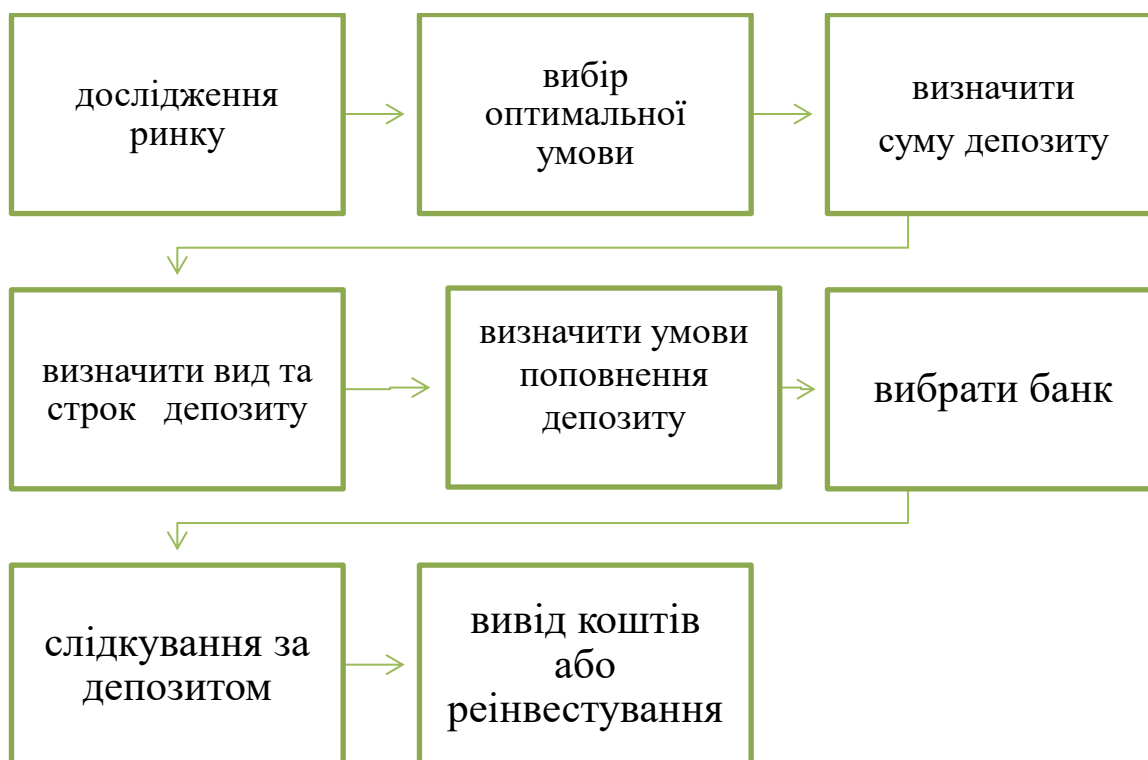 дослідження
ринку
вибір
оптимальної
умови
визначити
суму депозиту
визначити вид та
строк депозиту
визначити умови
поповнення
депозиту
вибрати банк
слідкування за
депозитом
вивід коштів
або
реінвестування